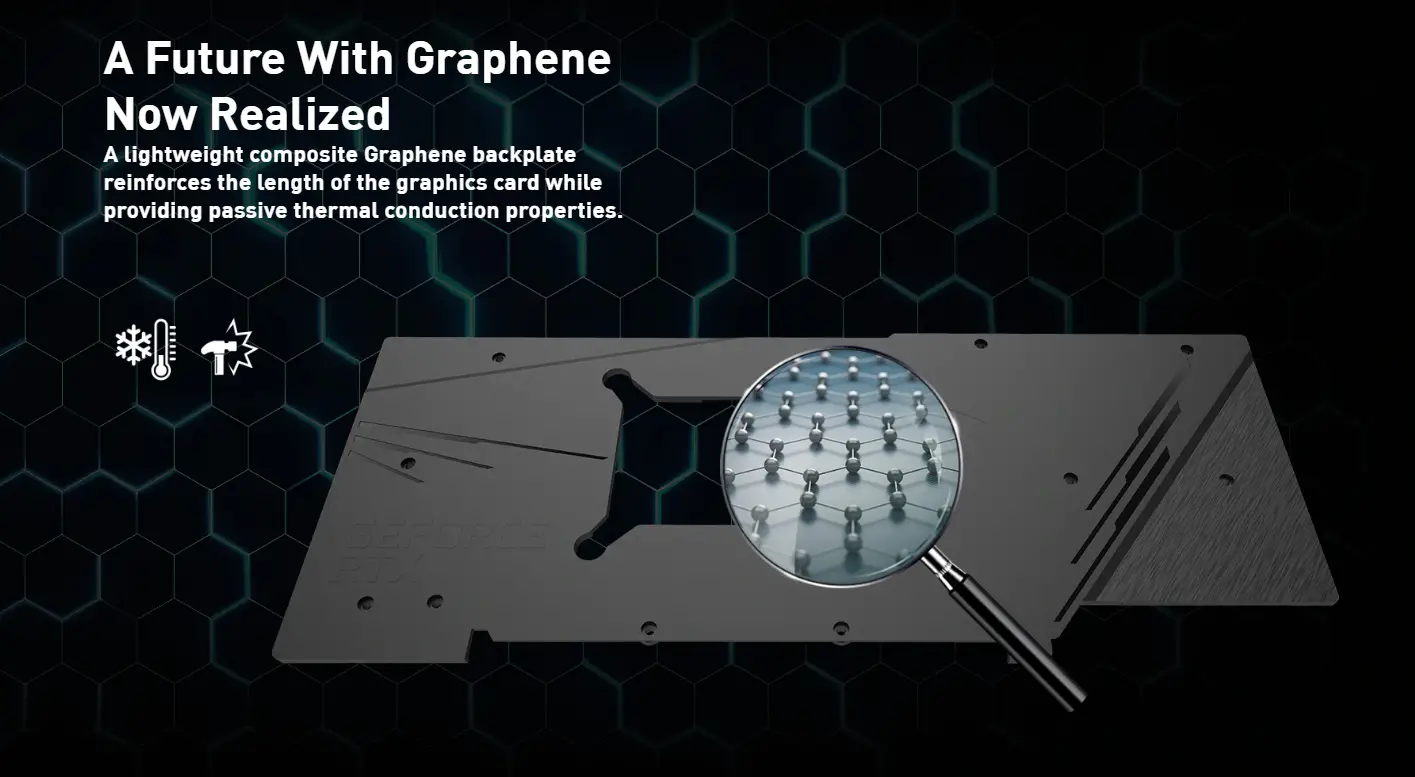 A Future With Graphene
Now Realized
A lightweight composite Graphene backplate
reinforces the length of the graphics card while
providing passive thermal conduction properties.
GEFORCE
RTX